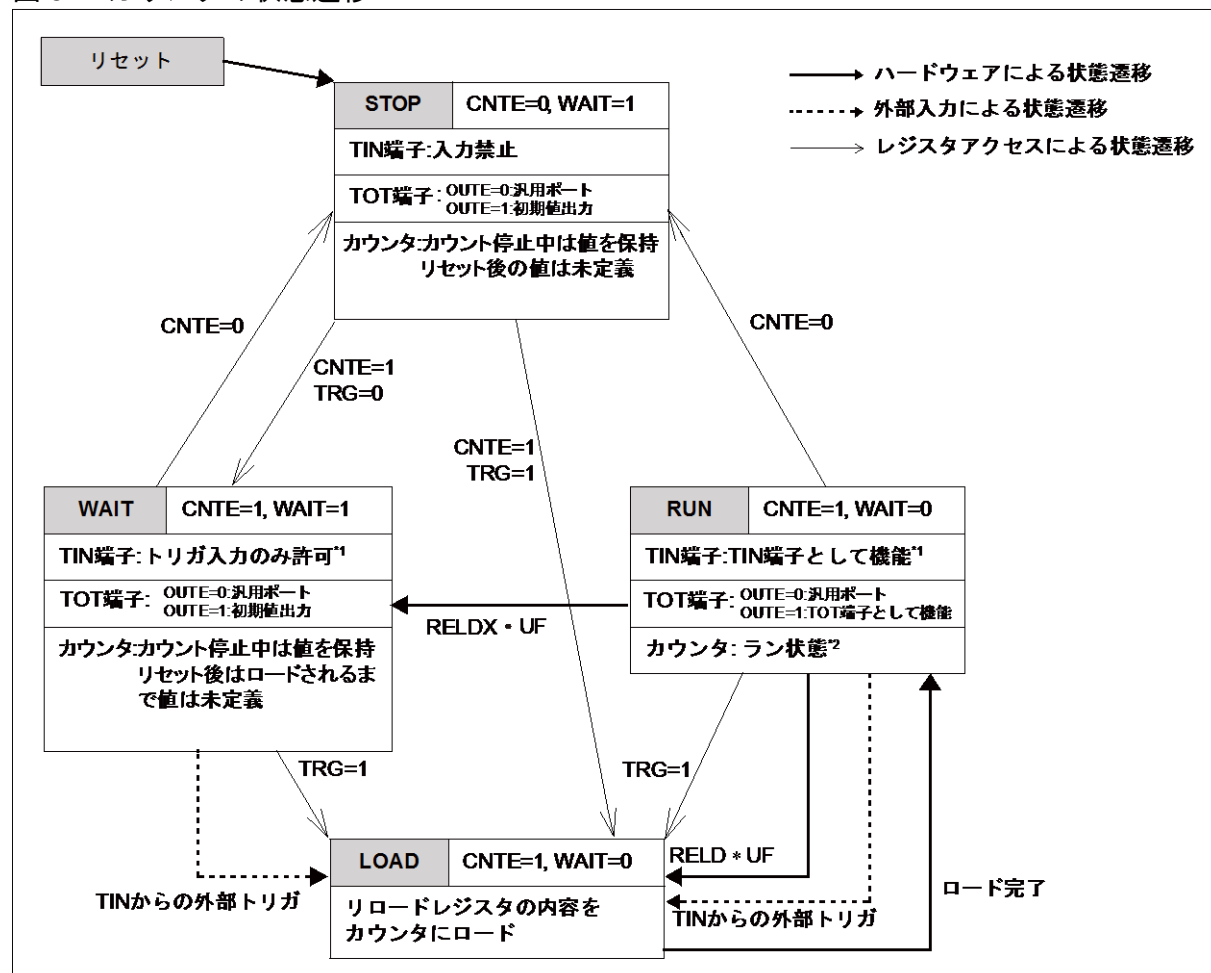 リセット
ハードウェアによる状態遷移
外部入力による状態遷移
レジスタアクセスによる状態遷移
STOP
CNTE=0, WAIT=1
TIN端子:入力禁止
TOT端子:
OUTE=0:汎用ポート
OUTE=1:初期値出力
カウンタ:カウント停止中は値を保持
リセット後の値は未定義
CNTE=0
CNTE=0
CNTE=1
TRG=0
CNTE=1
TRG=1
WAIT
CNTE=1, WAIT=1
TIN端子:トリガ入力のみ許可*1
TOT端子:
OUTE=0:汎用ポート
OUTE=1:初期値出力
カウンタ:カウント停止中は値を保持
リセット後はロードされるま
で値は未定義
RUN
CNTE=1, WAIT=0
TIN端子:TIN端子として機能*1
TOT端子:
OUTE=0:汎用ポート
OUTE=1:TOT端子として機能
カウンタ: ラン状態*2
RELDX・UF
TRG=1
TRG=1
LOAD
CNTE=1, WAIT=0
リロードレジスタの内容を
カウンタにロード
RELD*UF
TINからの外部トリガ
TINからの外部トリガ
ロード完了